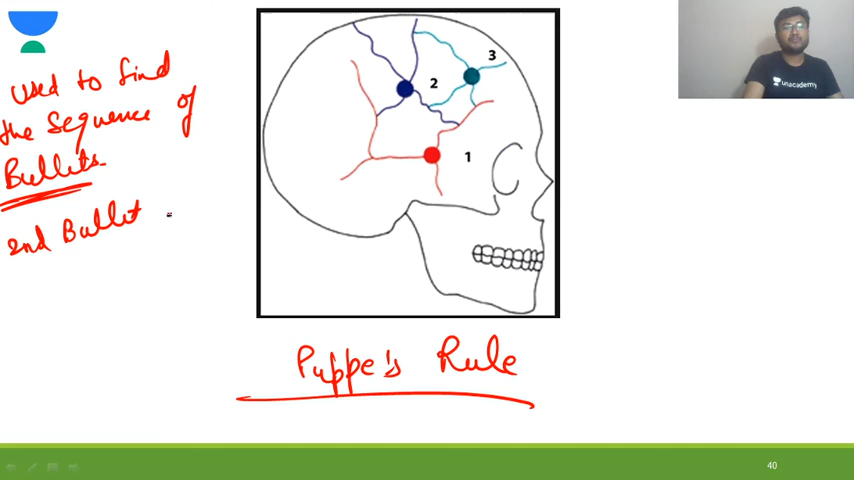 Used to find
the Sequence of
Bullets.
2nd Bullet
3
2
1
unacademy
Puppe's Rule
40